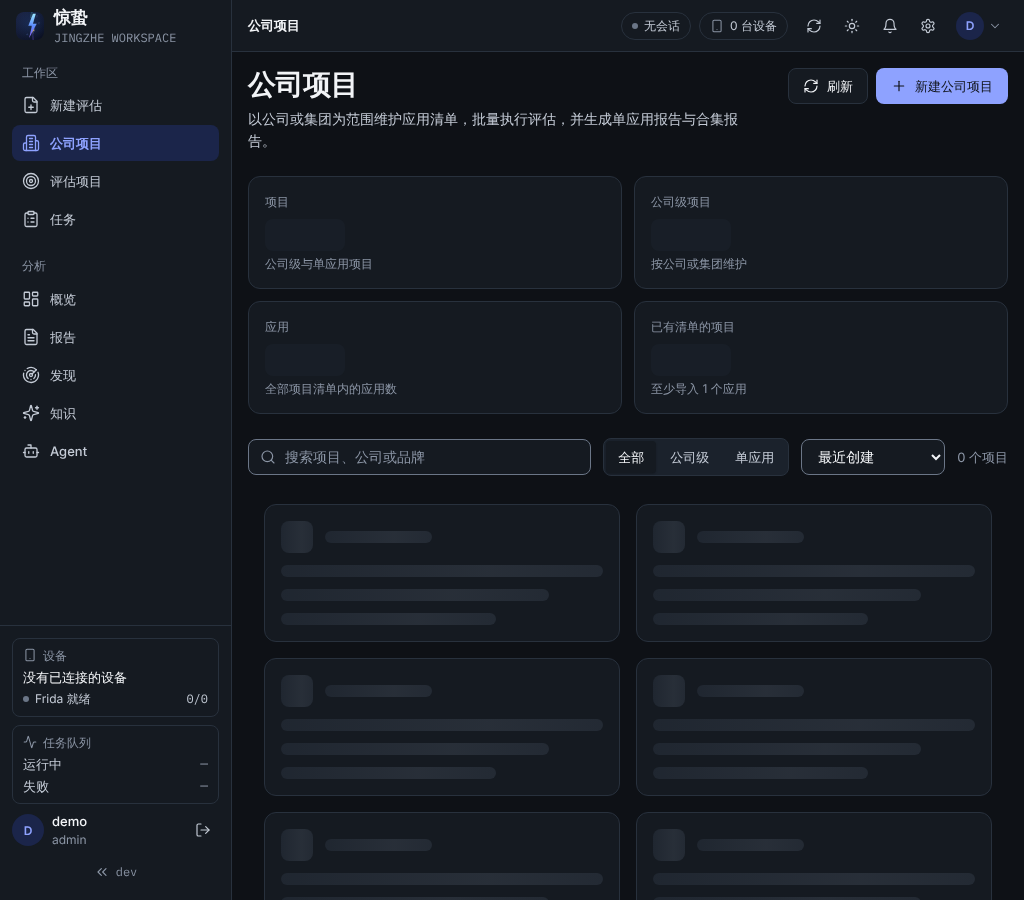 惊蛰
JINGZHE WORKSPACE
工作区
新建评估
公司项目
评估项目
任务
分析
概览
报告
发现
知识
Agent
设备
没有已连接的设备
Frida 就绪 0/0
任务队列
运行中 —
失败 —
D
demo
admin
dev
公司项目
无会话
0 台设备
D
公司项目
刷新
新建公司项目
以公司或集团为范围维护应用清单，批量执行评估，并生成单应用报告与合集报
告。
项目
公司级与单应用项目
公司级项目
按公司或集团维护
应用
全部项目清单内的应用数
已有清单的项目
至少导入 1 个应用
搜索项目、公司或品牌
全部 公司级 单应用
最近创建
0 个项目